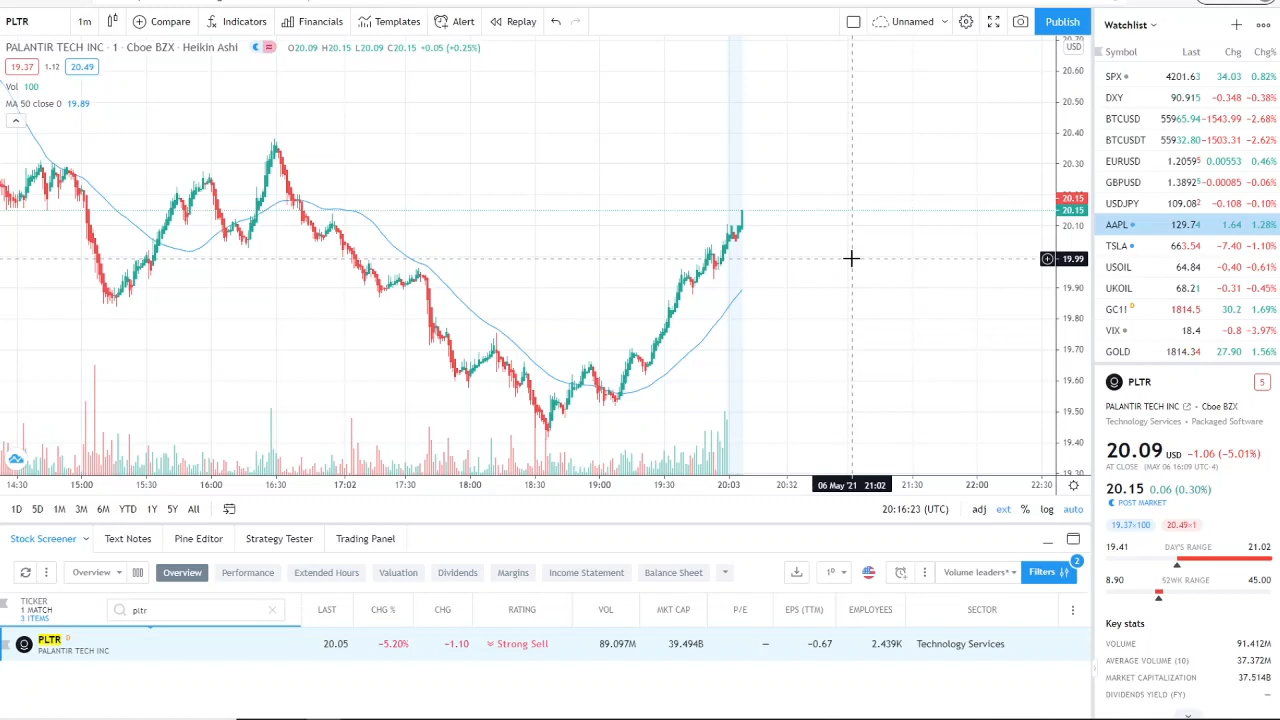 PLTR 1m Compare Indicators Financials Templates Alert Replay Unnamed Publish
PALANTIR TECH INC · 1 · Cboe BZX · Heikin Ashi O20.09 H20.15 L20.09 C20.15 +0.05 (+0.25%)
19.37 1.12 20.49
Vol 100
MA 50 close 0 19.89
USD
20.60
20.50
20.40
20.30
20.15
20.15
20.10
19.99
19.90
19.80
19.70
19.60
19.50
19.40
19.30
14:30 15:00 15:30 16:00 16:30 17:02 17:30 18:00 18:30 19:00 19:30 20:03 20:32 06 May '21 21:02 21:30 22:00 22:30
1D 5D 1M 3M 6M YTD 1Y 5Y All 20:16:23 (UTC) adj ext % log auto
Stock Screener Text Notes Pine Editor Strategy Tester Trading Panel
Overview Overview Performance Extended Hours Valuation Dividends Margins Income Statement Balance Sheet 1D Volume leaders* Filters 2
TICKER
1 MATCH
3 ITEMS
pltr LAST CHG % CHG RATING VOL MKT CAP P/E EPS (TTM) EMPLOYEES SECTOR
PLTR D 20.05 −5.20% −1.10 Strong Sell 89.097M 39.494B — −0.67 2.439K Technology Services
PALANTIR TECH INC
Watchlist
Symbol Last Chg Chg%
SPX 4201.63 34.03 0.82%
DXY 90.915 −0.348 −0.38%
BTCUSD 55965.94 −1543.99 −2.68%
BTCUSDT 55932.80 −1503.31 −2.62%
EURUSD 1.20595 0.00553 0.46%
GBPUSD 1.38925 −0.00085 −0.06%
USDJPY 109.082 −0.108 −0.10%
AAPL 129.74 1.64 1.28%
TSLA 663.54 −7.40 −1.10%
USOIL 64.84 −0.40 −0.61%
UKOIL 68.21 −0.31 −0.45%
GC1! D 1814.5 30.2 1.69%
VIX 18.4 −0.8 −3.97%
GOLD 1814.34 27.90 1.56%
PLTR 5
PALANTIR TECH INC · Cboe BZX
Technology Services · Packaged Software
20.09 USD −1.06 (−5.01%)
AT CLOSE (MAY 06 16:09 UTC-4)
20.15 0.06 (0.30%)
POST MARKET
19.37×100 20.49×1
19.41 DAY'S RANGE 21.02
8.90 52WK RANGE 45.00
Key stats
VOLUME 91.412M
AVERAGE VOLUME (10) 37.372M
MARKET CAPITALIZATION 37.514B
DIVIDENDS YIELD (FY) —